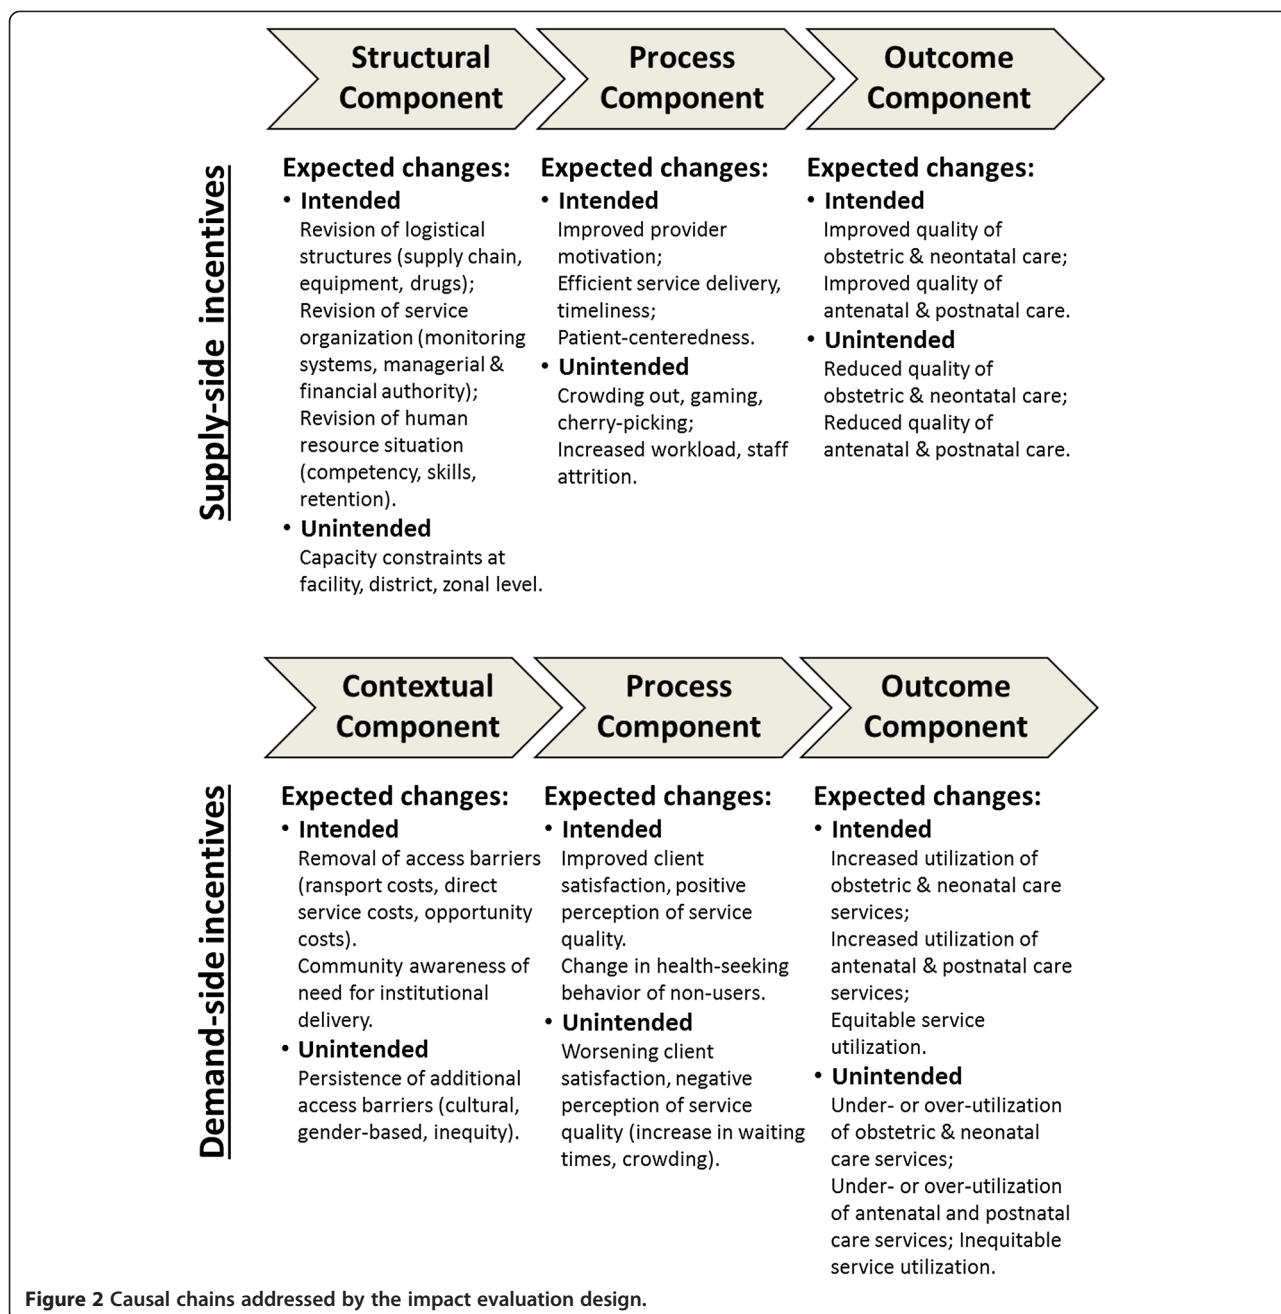 Structural
Component
Process
Component
Outcome
Component
Supply-side incentives
Expected changes:
• Intended
Revision of logistical
structures (supply chain,
equipment, drugs);
Revision of service
organization (monitoring
systems, managerial &
financial authority);
Revision of human
resource situation
(competency, skills,
retention).
• Unintended
Capacity constraints at
facility, district, zonal level.
Expected changes:
• Intended
Improved provider
motivation;
Efficient service delivery,
timeliness;
Patient-centeredness.
• Unintended
Crowding out, gaming,
cherry-picking;
Increased workload, staff
attrition.
Expected changes:
• Intended
Improved quality of
obstetric & neontatal care;
Improved quality of
antenatal & postnatal care.
• Unintended
Reduced quality of
obstetric & neontatal care;
Reduced quality of
antenatal & postnatal care.
Contextual
Component
Process
Component
Outcome
Component
Demand-side incentives
Expected changes:
• Intended
Removal of access barriers
(ransport costs, direct
service costs, opportunity
costs).
Community awareness of
need for institutional
delivery.
• Unintended
Persistence of additional
access barriers (cultural,
gender-based, inequity).
Expected changes:
• Intended
Improved client
satisfaction, positive
perception of service
quality.
Change in health-seeking
behavior of non-users.
• Unintended
Worsening client
satisfaction, negative
perception of service
quality (increase in waiting
times, crowding).
Expected changes:
• Intended
Increased utilization of
obstetric & neonatal care
services;
Increased utilization of
antenatal & postnatal care
services;
Equitable service
utilization.
• Unintended
Under- or over-utilization
of obstetric & neonatal
care services;
Under- or over-utilization
of antenatal and postnatal
care services; Inequitable
service utilization.
Figure 2 Causal chains addressed by the impact evaluation design.